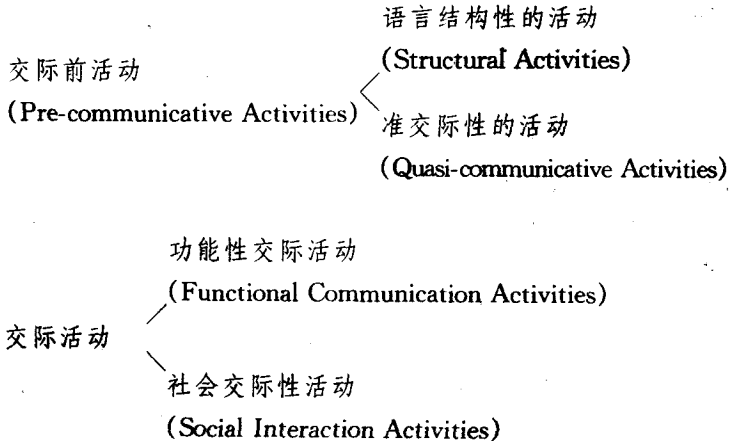 语言结构性的活动
(Structural Activities)
交际前活动
(Pre-communicative Activities)
准交际性的活动
(Quasi-communicative Activities)
功能性交际活动
(Functional Communication Activities)
交际活动
社会交际性活动
(Social Interaction Activities)